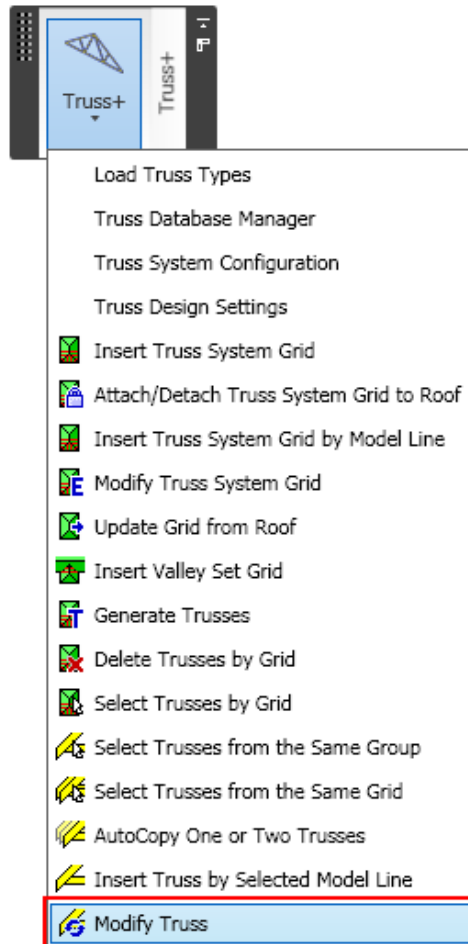 Truss+
Truss+
Load Truss Types
Truss Database Manager
Truss System Configuration
Truss Design Settings
Insert Truss System Grid
Attach/Detach Truss System Grid to Roof
Insert Truss System Grid by Model Line
Modify Truss System Grid
Update Grid from Roof
Insert Valley Set Grid
Generate Trusses
Delete Trusses by Grid
Select Trusses by Grid
Select Trusses from the Same Group
Select Trusses from the Same Grid
AutoCopy One or Two Trusses
Insert Truss by Selected Model Line
Modify Truss